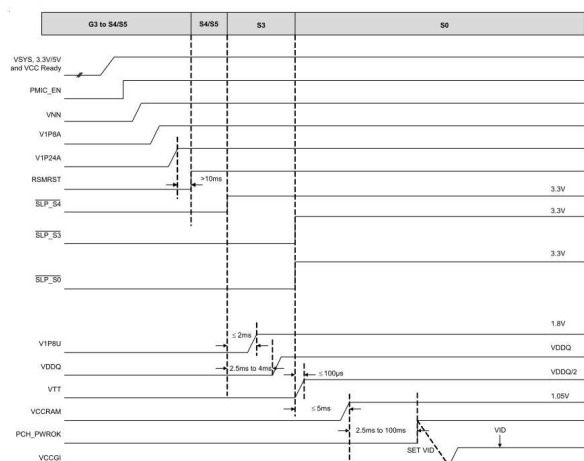 G3 to S4/S5 S4/S5 S3 S0
VSYS, 3.3V/5V
and VCC Ready
PMIC_EN
VNN
V1P8A
V1P24A
RSMRST
>10ms
SLP_S4
3.3V
SLP_S3
3.3V
SLP_S0
3.3V
V1P8U
≤ 2ms
1.8V
VDDQ
2.5ms to 4ms
VDDQ
VTT
≤ 100µs
VDDQ/2
VCCRAM
≤ 5ms
1.05V
PCH_PWROK
2.5ms to 100ms
SET VID
VID
VCCGI